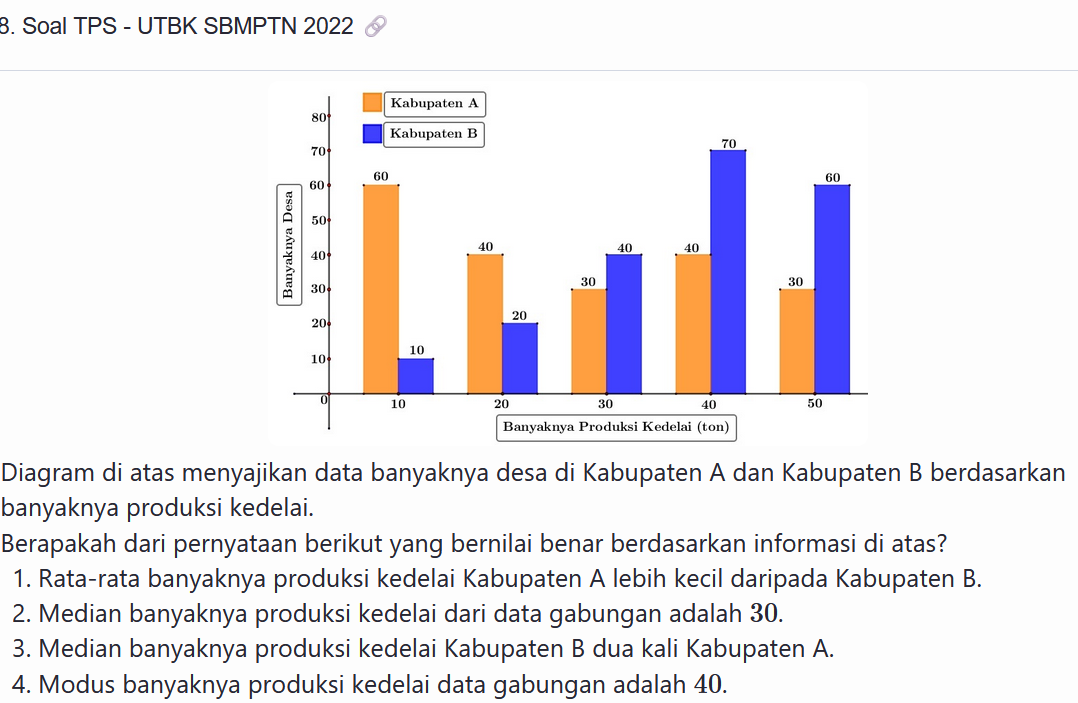 8. Soal TPS - UTBK SBMPTN 2022
Kabupaten A
Kabupaten B
80
70
60
50
40
30
20
10
0
Banyaknya Desa
60
10
40
20
30
40
40
70
30
60
10 20 30 40 50
Banyaknya Produksi Kedelai (ton)
Diagram di atas menyajikan data banyaknya desa di Kabupaten A dan Kabupaten B berdasarkan
banyaknya produksi kedelai.
Berapakah dari pernyataan berikut yang bernilai benar berdasarkan informasi di atas?
1. Rata-rata banyaknya produksi kedelai Kabupaten A lebih kecil daripada Kabupaten B.
2. Median banyaknya produksi kedelai dari data gabungan adalah 30.
3. Median banyaknya produksi kedelai Kabupaten B dua kali Kabupaten A.
4. Modus banyaknya produksi kedelai data gabungan adalah 40.